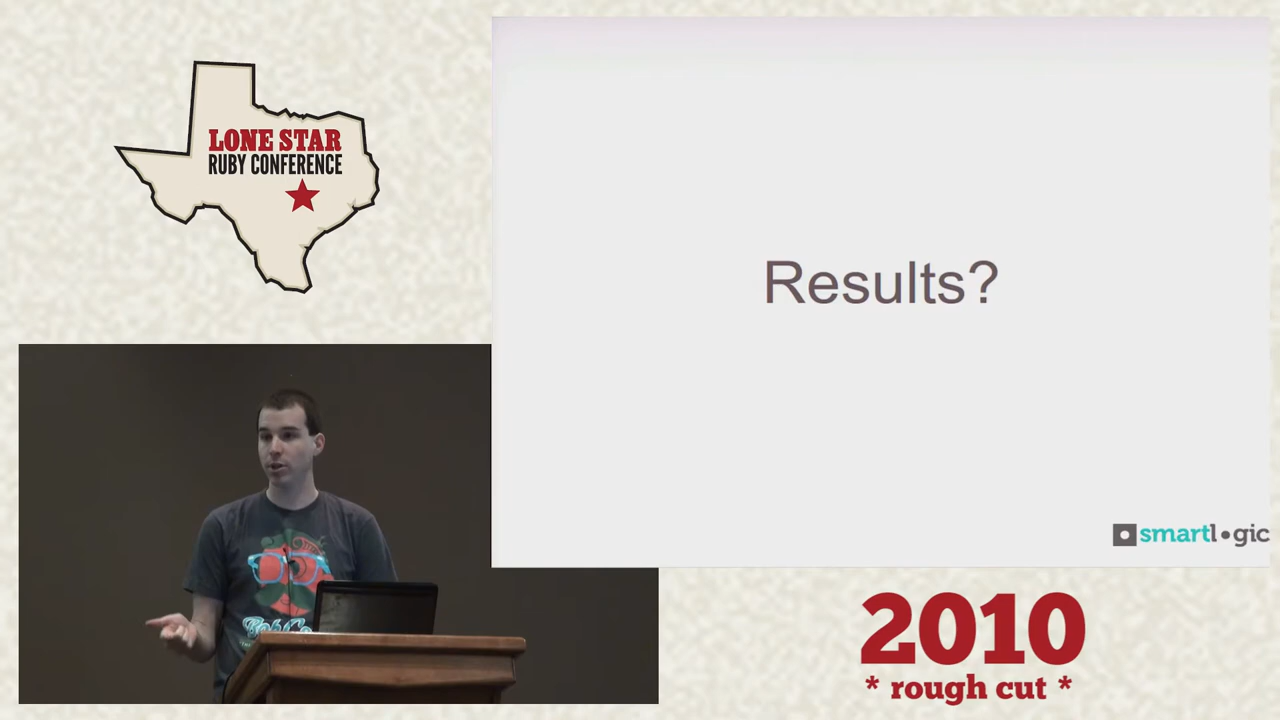 LONE STAR
RUBY CONFERENCE
Results?
smartlogic
2010
* rough cut *